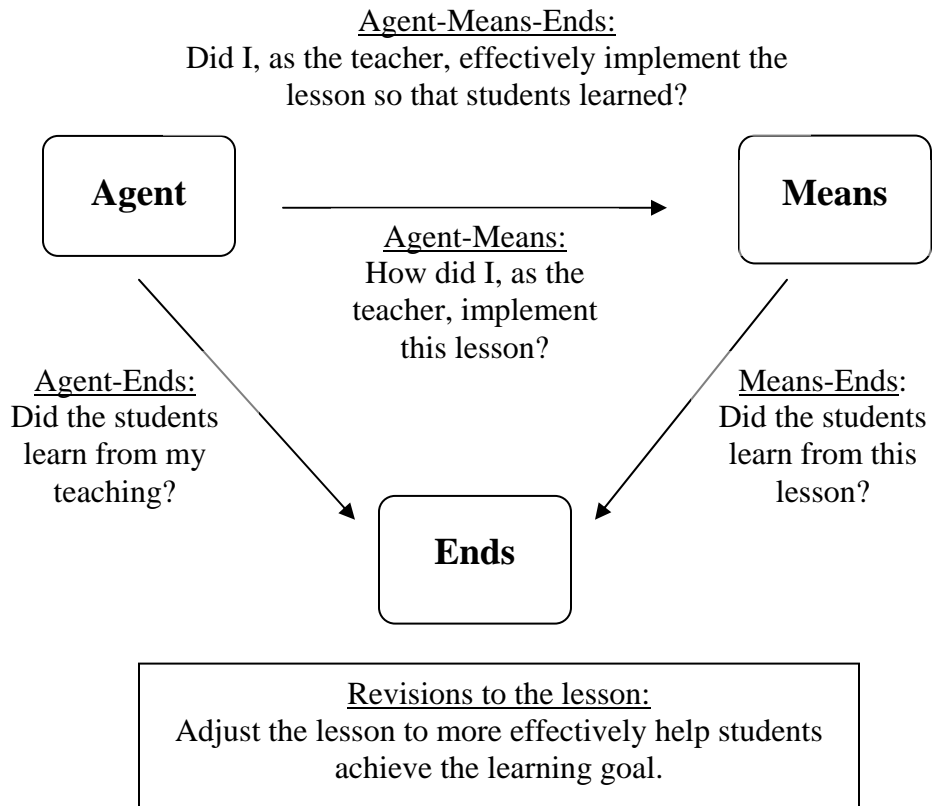 Agent-Means-Ends:
Did I, as the teacher, effectively implement the
lesson so that students learned?
Agent
Means
Agent-Means:
How did I, as the
teacher, implement
this lesson?
Agent-Ends:
Did the students
learn from my
teaching?
Means-Ends:
Did the students
learn from this
lesson?
Ends
Revisions to the lesson:
Adjust the lesson to more effectively help students
achieve the learning goal.